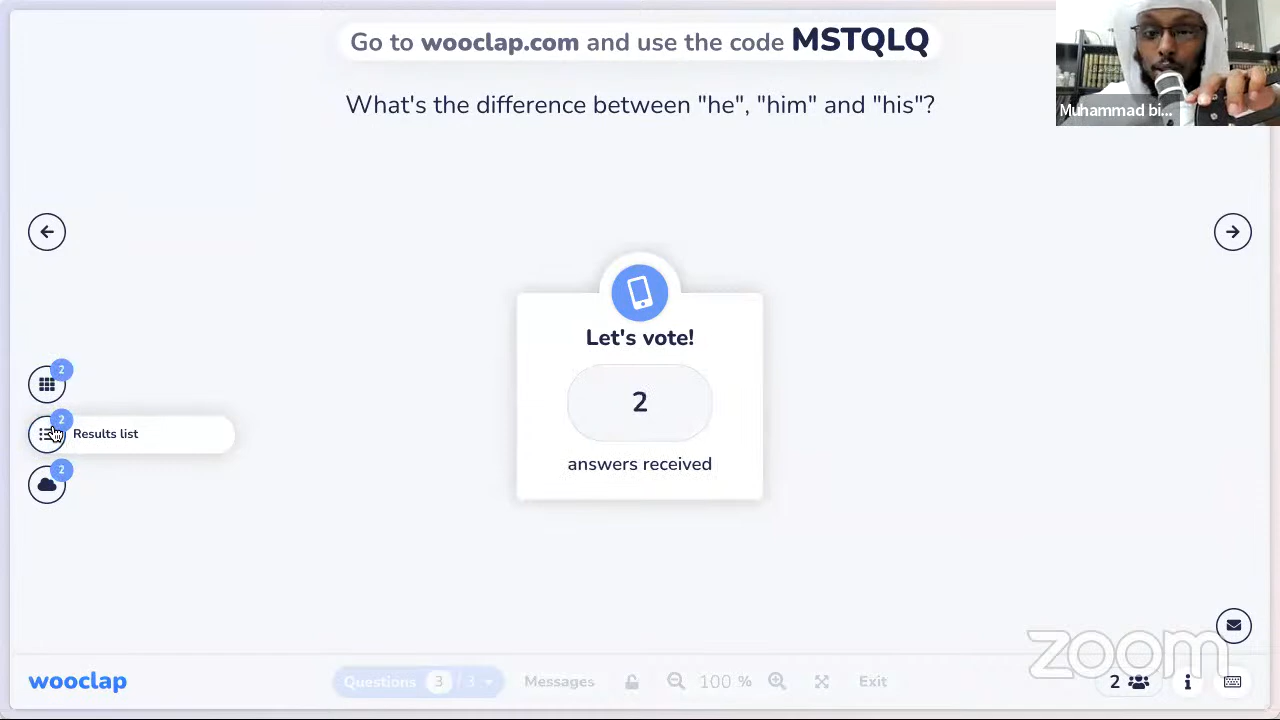 Go to wooclap.com and use the code MSTQLQ
Muhammad bi...
What's the difference between "he", "him" and "his"?
2
2
Results list
2
Let's vote!
2
answers received
zoom
wooclap
Questions 3 / 3
Messages
100 %
Exit
2